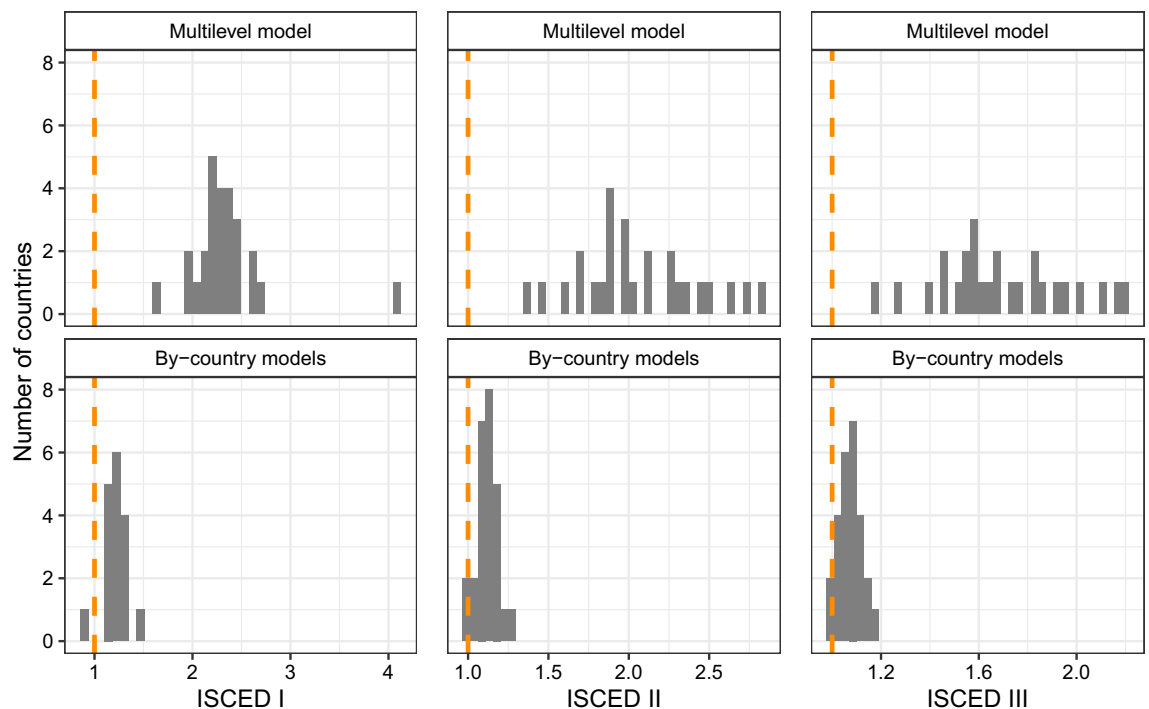 Multilevel model Multilevel model Multilevel model
8
6
4
2
0
Number of countries
By−country models By−country models By−country models
8
6
4
2
0
1 2 3 4 1.0 1.5 2.0 2.5 1.2 1.6 2.0
ISCED I ISCED II ISCED III